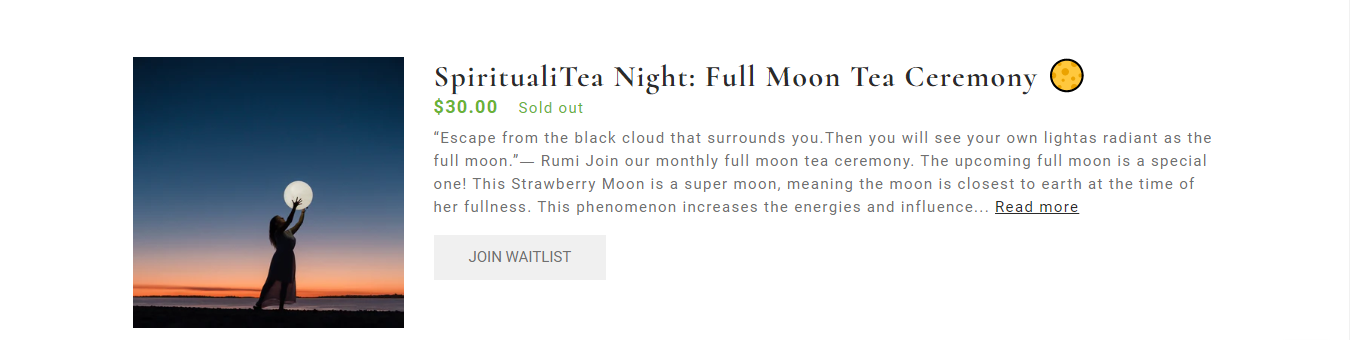 SpiritualiTea Night: Full Moon Tea Ceremony 🌕
$30.00 Sold out
“Escape from the black cloud that surrounds you.Then you will see your own lightas radiant as the
full moon.”— Rumi Join our monthly full moon tea ceremony. The upcoming full moon is a special
one! This Strawberry Moon is a super moon, meaning the moon is closest to earth at the time of
her fullness. This phenomenon increases the energies and influence... Read more
JOIN WAITLIST